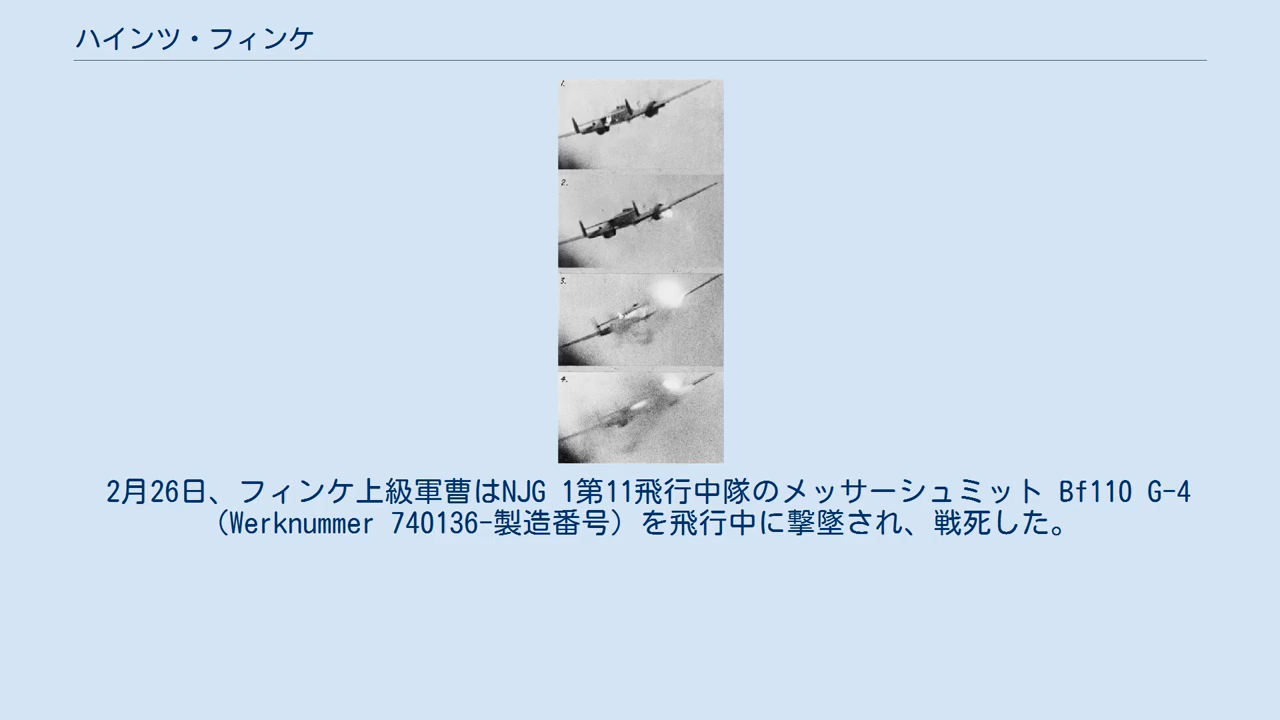 ハインツ・フィンケ
1.
2.
3.
4.
2月26日、フィンケ上級軍曹はNJG 1第11飛行中隊のメッサーシュミット Bf110 G-4
（Werknummer 740136-製造番号）を飛行中に撃墜され、戦死した。